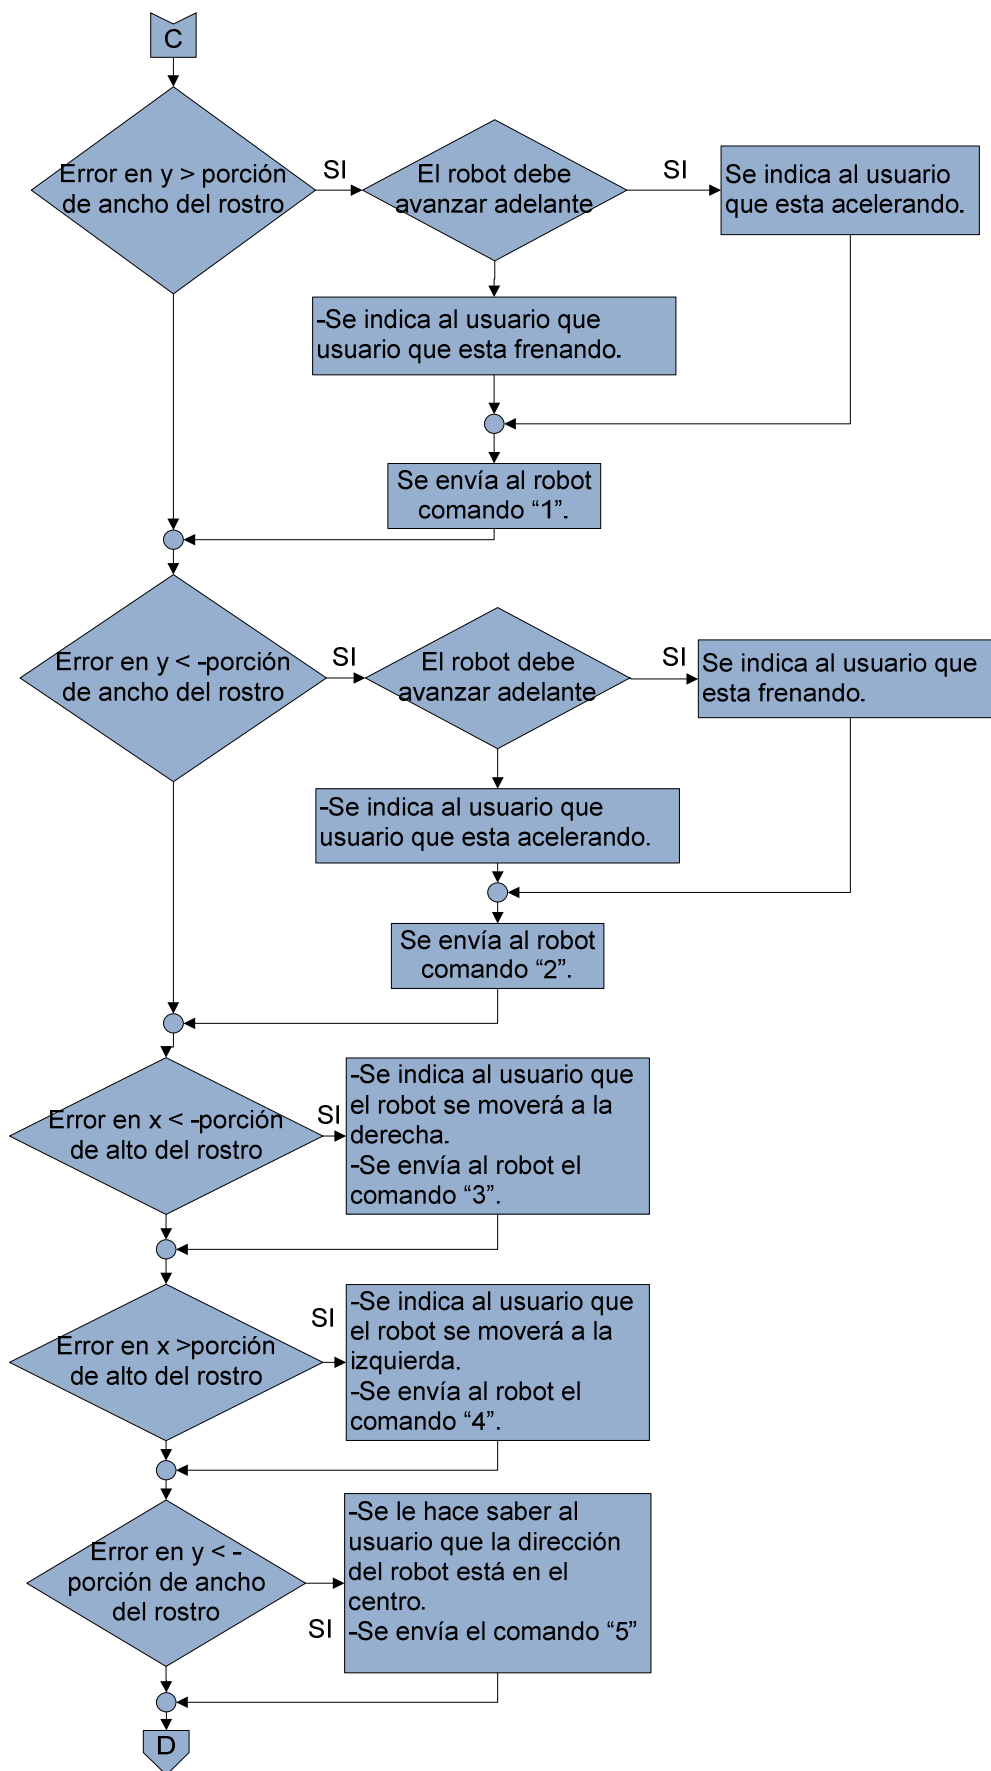 C
Error en y > porción
de ancho del rostro
SI
El robot debe
avanzar adelante
SI
Se indica al usuario
que esta acelerando.
-Se indica al usuario que
usuario que esta frenando.
Se envía al robot
comando “1”.
Error en y < -porción
de ancho del rostro
SI
El robot debe
avanzar adelante
SI
Se indica al usuario que
esta frenando.
-Se indica al usuario que
usuario que esta acelerando.
Se envía al robot
comando “2”.
Error en x < -porción
de alto del rostro
SI
-Se indica al usuario que
el robot se moverá a la
derecha.
-Se envía al robot el
comando “3”.
Error en x >porción
de alto del rostro
SI
-Se indica al usuario que
el robot se moverá a la
izquierda.
-Se envía al robot el
comando “4”.
Error en y < -
porción de ancho
del rostro
SI
-Se le hace saber al
usuario que la dirección
del robot está en el
centro.
-Se envía el comando “5”
D